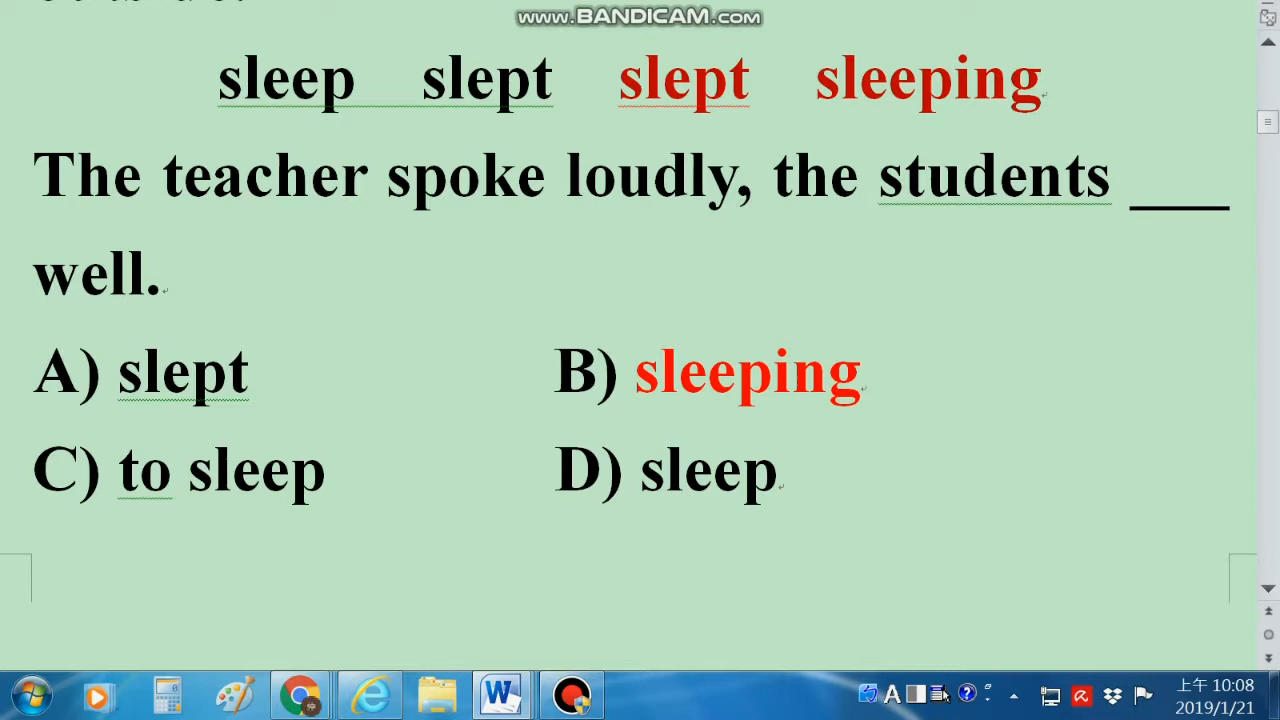 www.BANDICAM.com
sleep slept slept sleeping
The teacher spoke loudly, the students ___
well.
A) slept B) sleeping
C) to sleep D) sleep
上午 10:08
2019/1/21